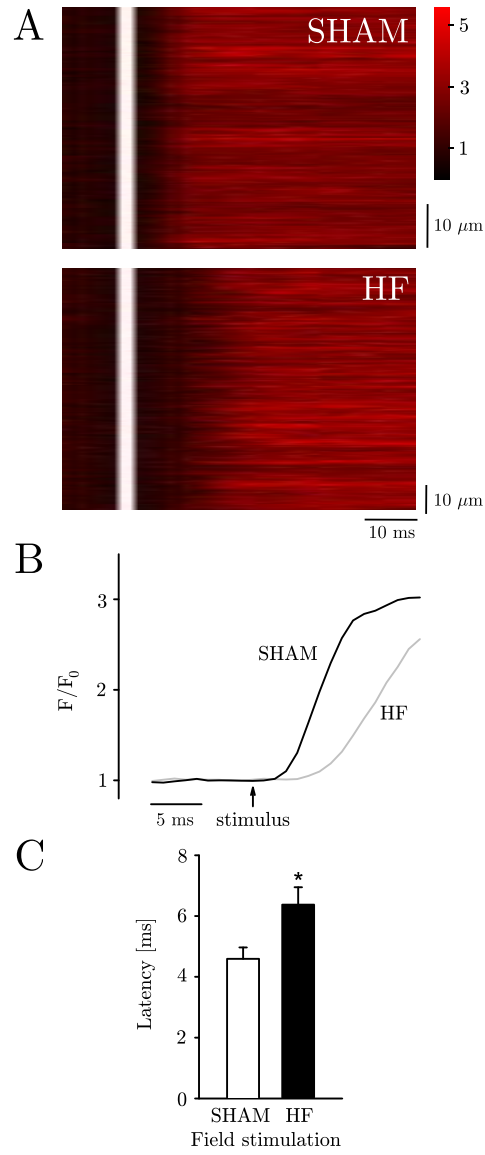 A
SHAM
5
3
1
10 μm
HF
10 μm
10 ms
B
3
2
1
F/F0
SHAM
HF
5 ms
stimulus
C
8
6
4
2
0
Latency [ms]
*
SHAM HF
Field stimulation